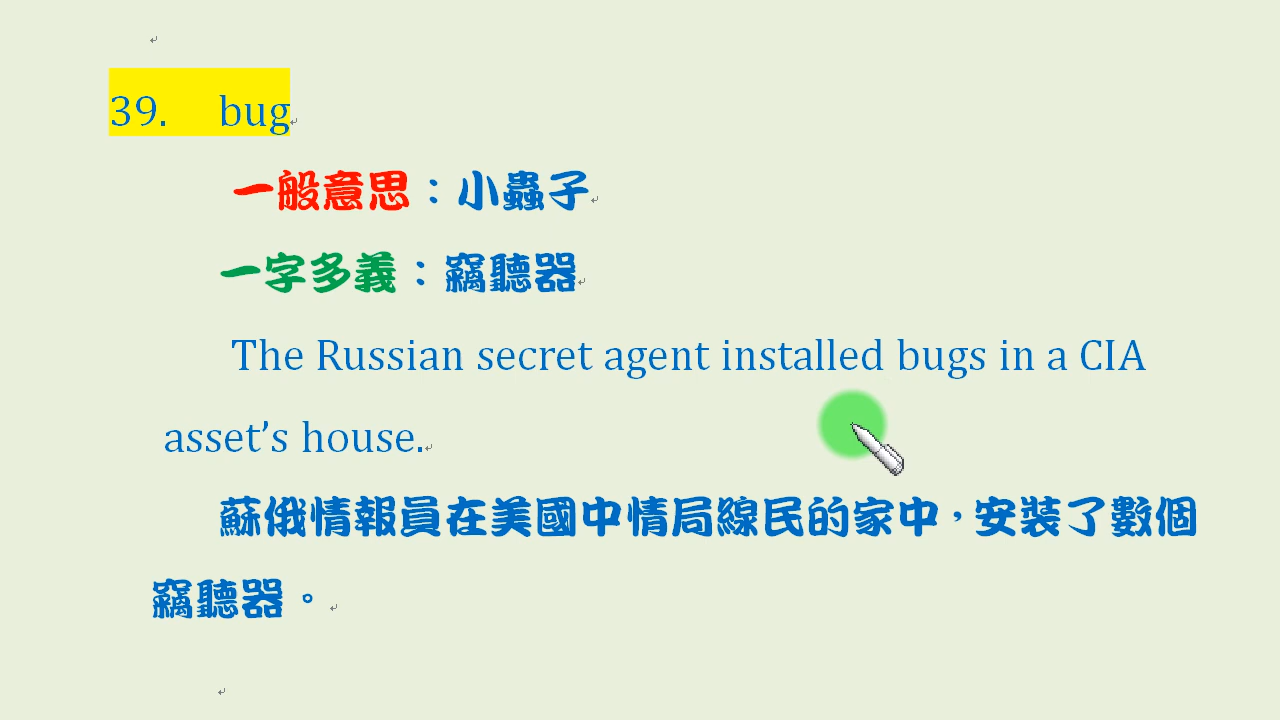 39. bug
一般意思：小蟲子
一字多義：竊聽器
The Russian secret agent installed bugs in a CIA
asset’s house.
蘇俄情報員在美國中情局線民的家中，安裝了數個
竊聽器。